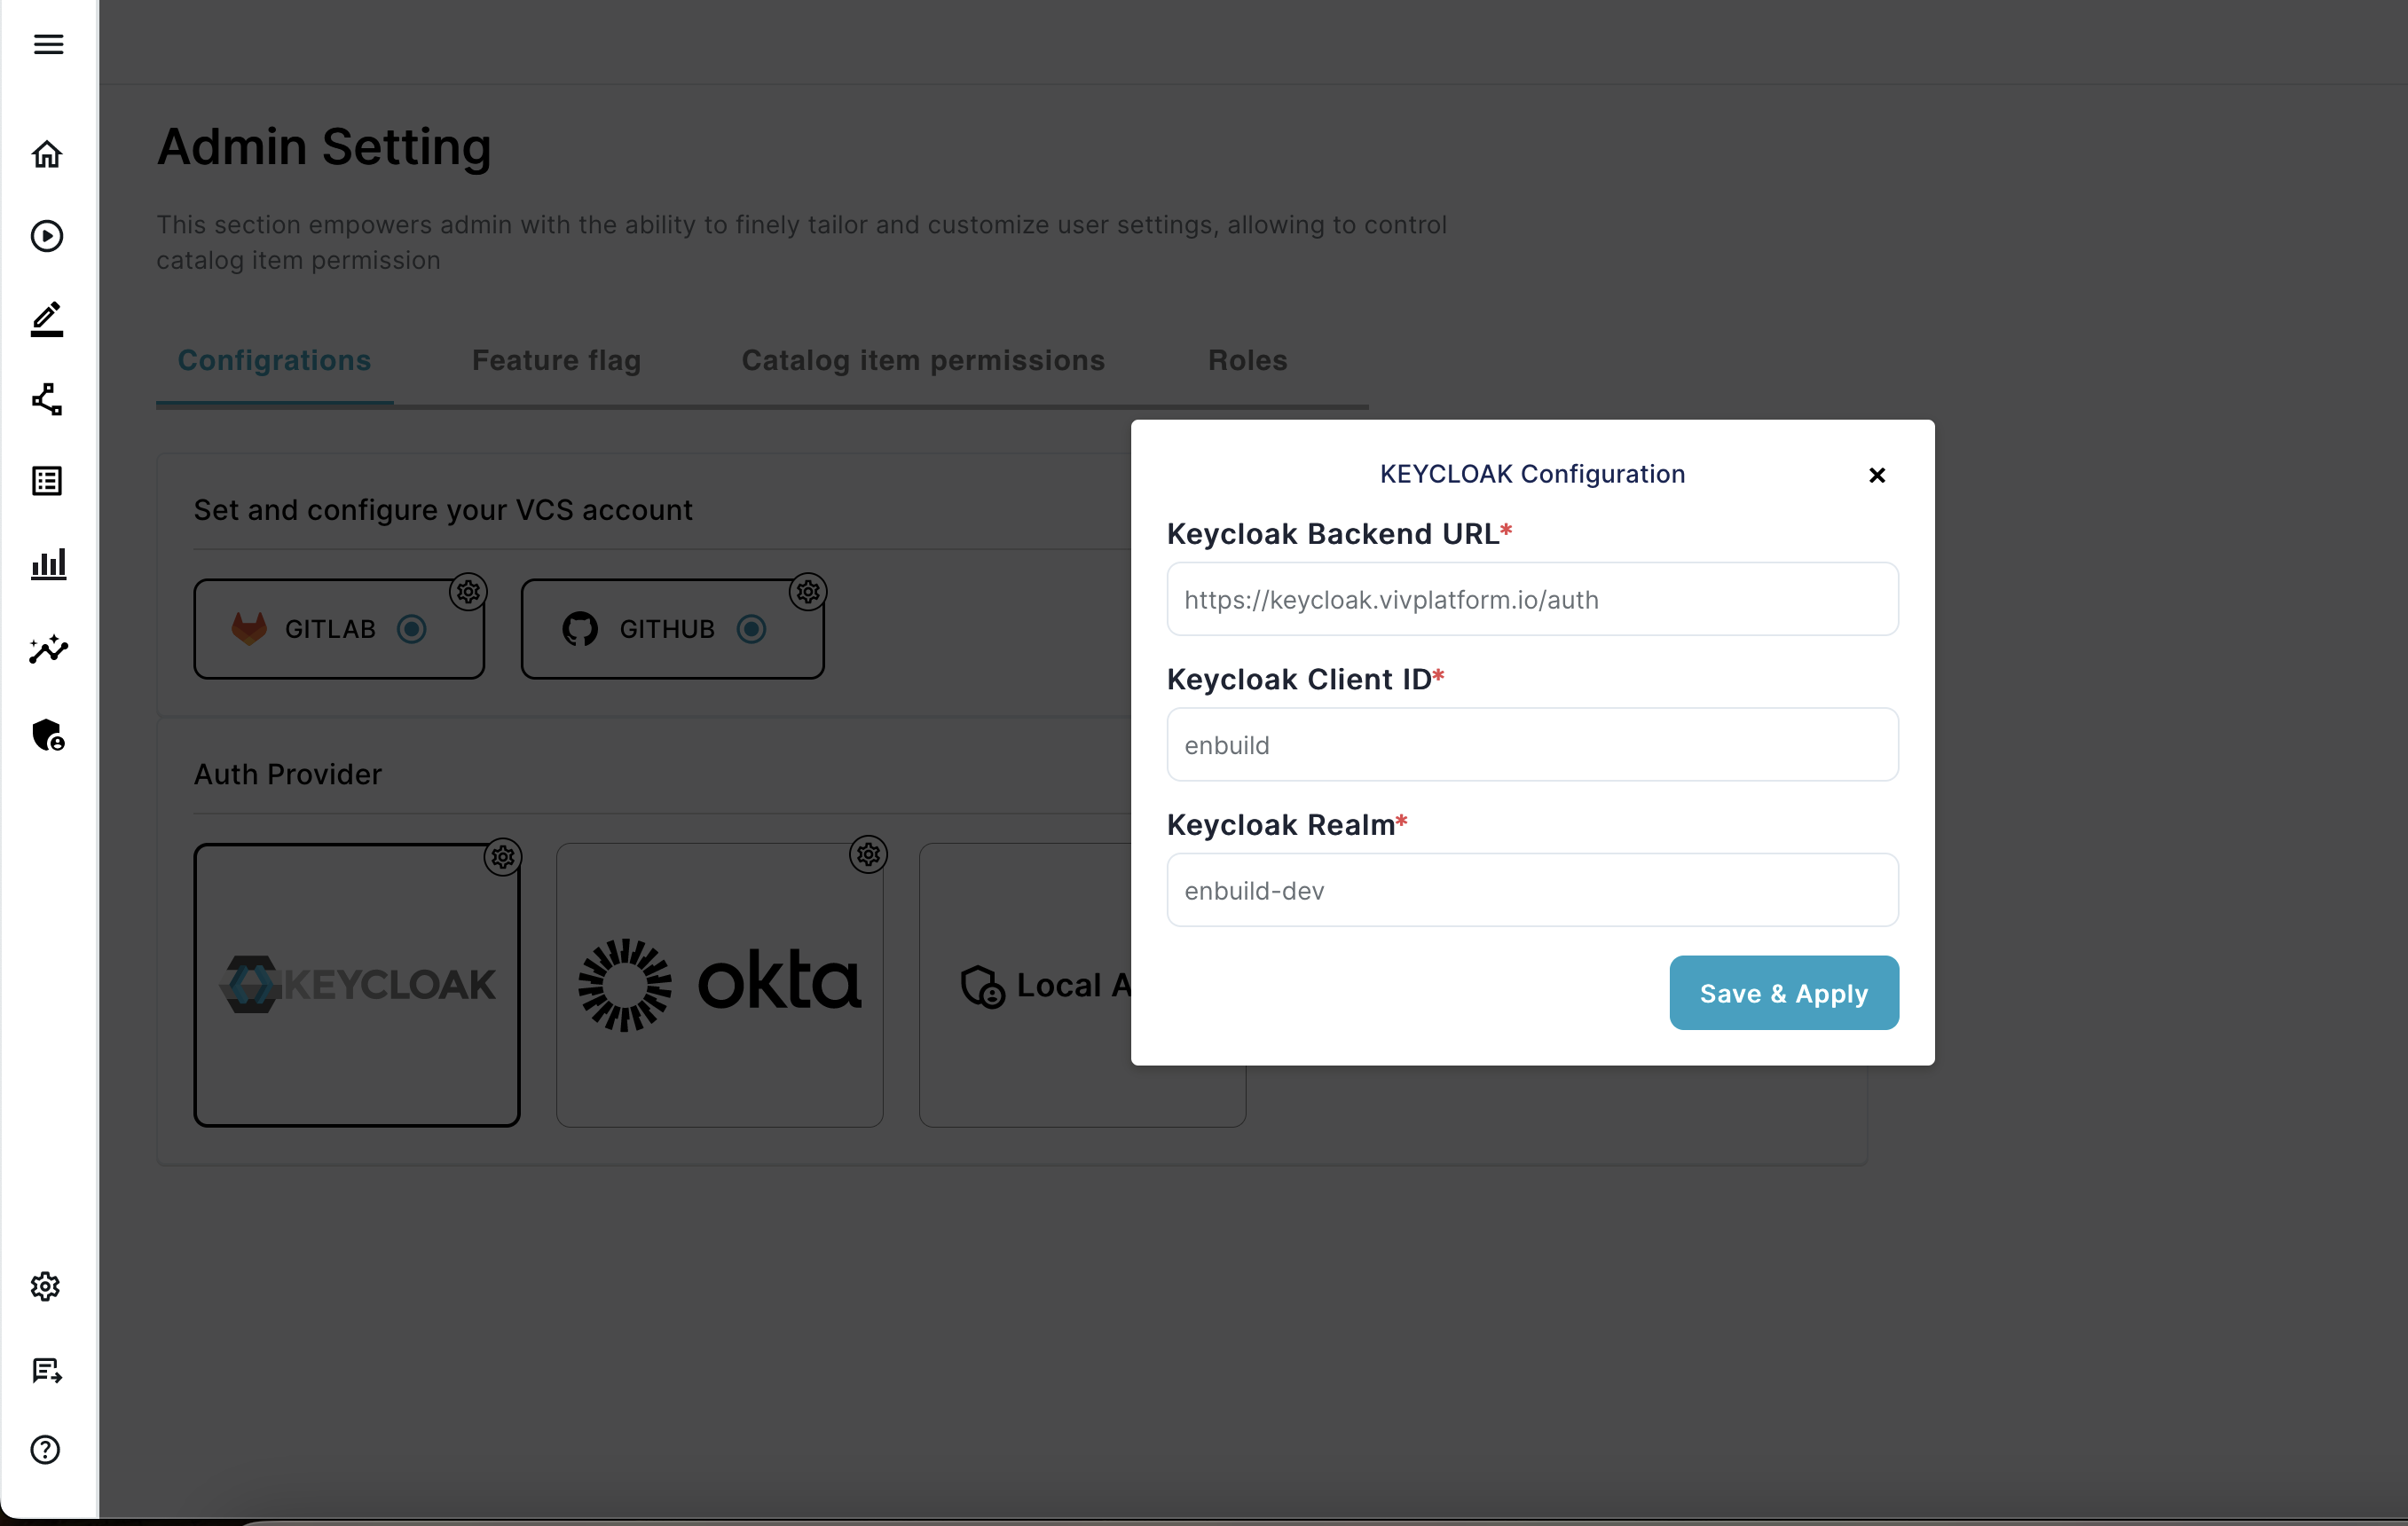 Admin Setting
This section empowers admin with the ability to finely tailor and customize user settings, allowing to control
catalog item permission
Configrations
Feature flag
Catalog item permissions
Roles
Set and configure your VCS account
GITLAB
GITHUB
Auth Provider
KEYCLOAK
okta
Local A
KEYCLOAK Configuration
Keycloak Backend URL*
https://keycloak.vivplatform.io/auth
Keycloak Client ID*
enbuild
Keycloak Realm*
enbuild-dev
Save & Apply